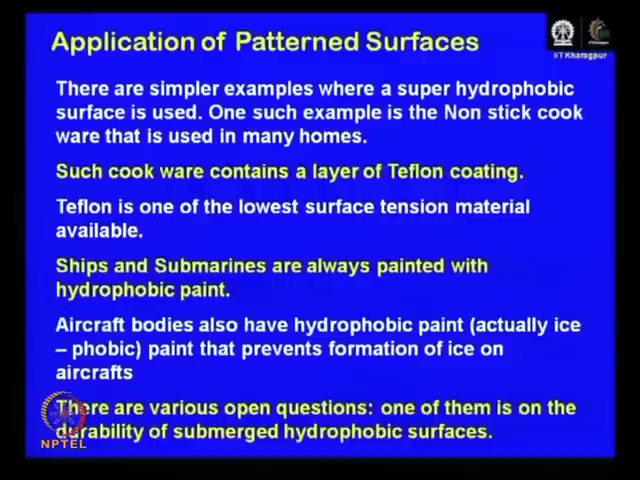 Application of Patterned Surfaces
IIT Kharagpur
There are simpler examples where a super hydrophobic
surface is used. One such example is the Non stick cook
ware that is used in many homes.
Such cook ware contains a layer of Teflon coating.
Teflon is one of the lowest surface tension material
available.
Ships and Submarines are always painted with
hydrophobic paint.
Aircraft bodies also have hydrophobic paint (actually ice
– phobic) paint that prevents formation of ice on
aircrafts
There are various open questions: one of them is on the
durability of submerged hydrophobic surfaces.
NPTEL